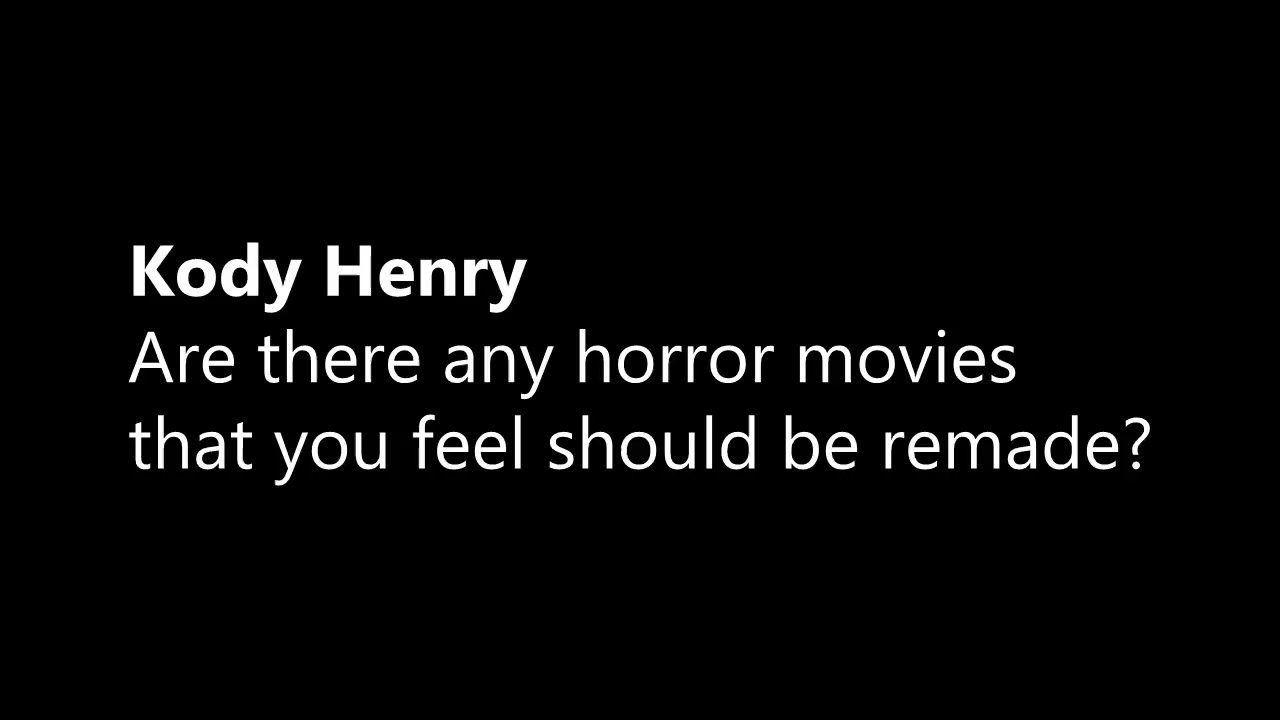 Kody Henry
Are there any horror movies
that you feel should be remade?